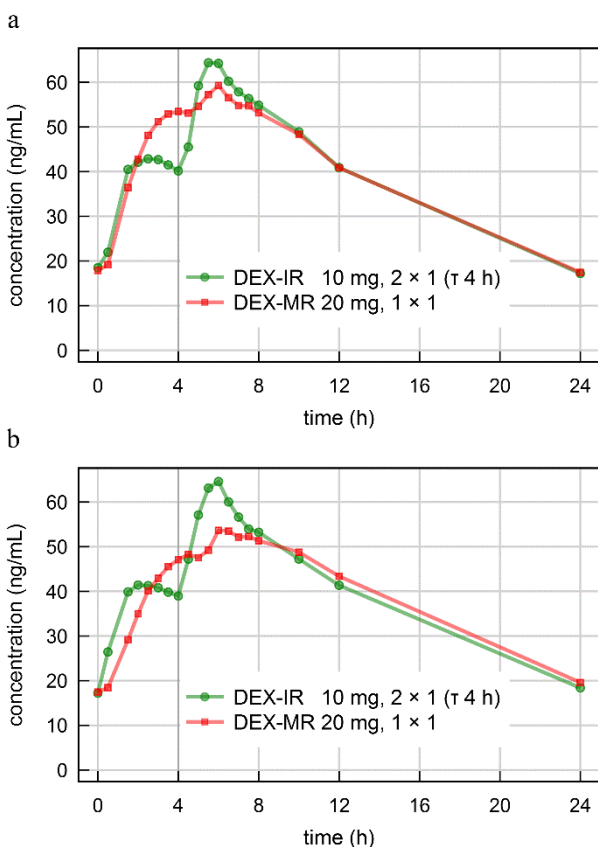 a
60
50
40
30
20
10
0
concentration (ng/mL)
DEX-IR 10 mg, 2 × 1 (τ 4 h)
DEX-MR 20 mg, 1 × 1
0 4 8 12 16 20 24
time (h)
b
60
50
40
30
20
10
0
concentration (ng/mL)
DEX-IR 10 mg, 2 × 1 (τ 4 h)
DEX-MR 20 mg, 1 × 1
0 4 8 12 16 20 24
time (h)